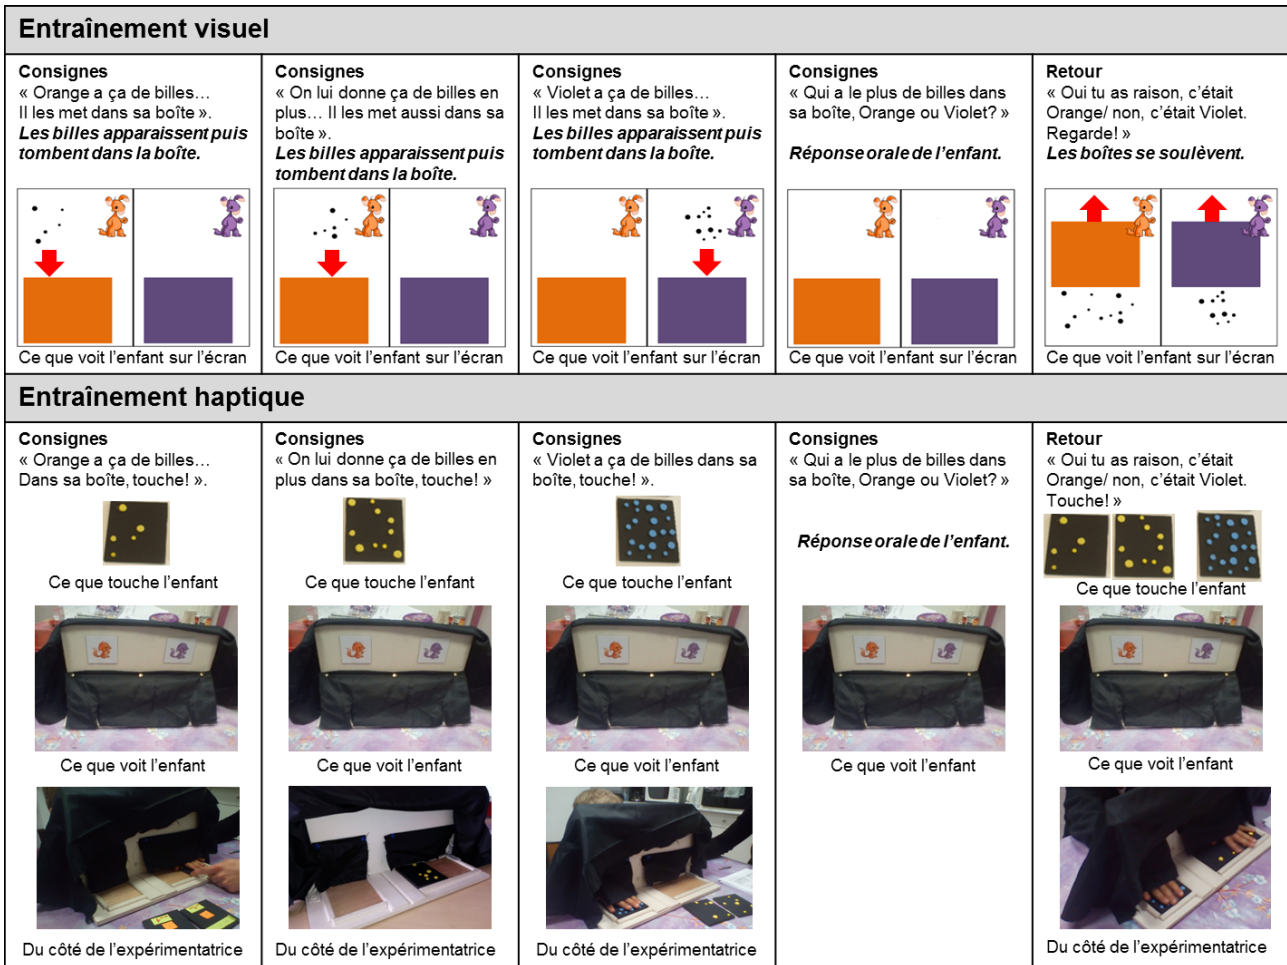 Entraînement visuel
Consignes
« Orange a ça de billes…
Il les met dans sa boîte ».
Les billes apparaissent puis
tombent dans la boîte.
Ce que voit l’enfant sur l’écran
Consignes
« On lui donne ça de billes en
plus… Il les met aussi dans sa
boîte ».
Les billes apparaissent puis
tombent dans la boîte.
Ce que voit l’enfant sur l’écran
Consignes
« Violet a ça de billes…
Il les met dans sa boîte ».
Les billes apparaissent puis
tombent dans la boîte.
Ce que voit l’enfant sur l’écran
Consignes
« Qui a le plus de billes dans
sa boîte, Orange ou Violet? »
Réponse orale de l’enfant.
Ce que voit l’enfant sur l’écran
Retour
« Oui tu as raison, c’était
Orange/ non, c’était Violet.
Regarde! »
Les boîtes se soulèvent.
Ce que voit l’enfant sur l’écran
Entraînement haptique
Consignes
« Orange a ça de billes…
Dans sa boîte, touche! ».
Ce que touche l’enfant
Ce que voit l’enfant
Du côté de l’expérimentatrice
Consignes
« On lui donne ça de billes en
plus dans sa boîte, touche! »
Ce que touche l’enfant
Ce que voit l’enfant
Du côté de l’expérimentatrice
Consignes
« Violet a ça de billes dans sa
boîte, touche! ».
Ce que touche l’enfant
Ce que voit l’enfant
Du côté de l’expérimentatrice
Consignes
« Qui a le plus de billes dans
sa boîte, Orange ou Violet? »
Réponse orale de l’enfant.
Ce que voit l’enfant
Retour
« Oui tu as raison, c’était
Orange/ non, c’était Violet.
Touche! »
Ce que touche l’enfant
Ce que voit l’enfant
Du côté de l’expérimentatrice